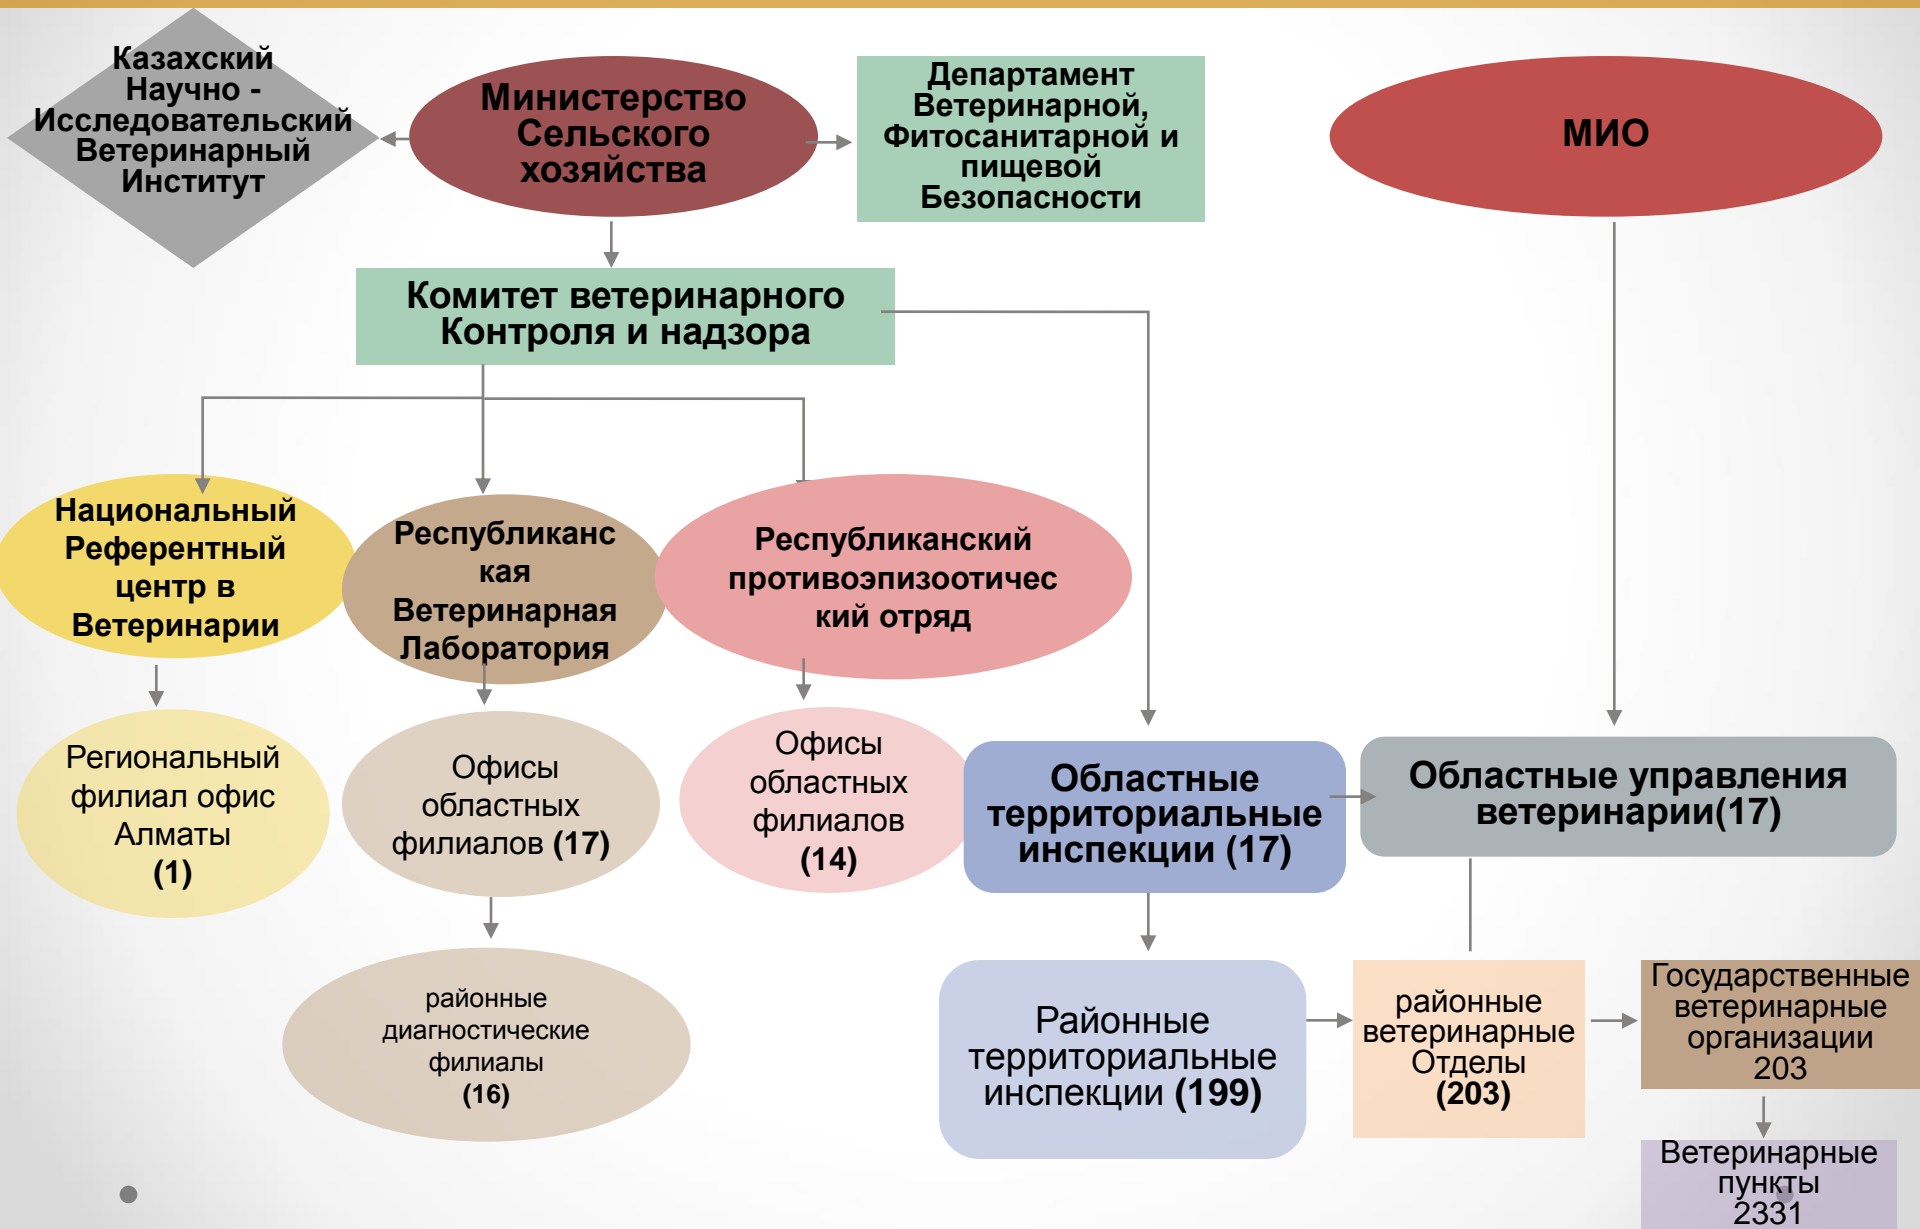 Казахский
Научно -
Исследовательский
Ветеринарный
Институт
Министерство
Сельского
хозяйства
Департамент
Ветеринарной,
Фитосанитарной и
пищевой
Безопасности
МИО
Комитет ветеринарного
Контроля и надзора
Национальный
Референтный
центр в
Ветеринарии
Республиканс
кая
Ветеринарная
Лаборатория
Республиканский
противоэпизоотичес
кий отряд
Региональный
филиал офис
Алматы
(1)
Офисы
областных
филиалов (17)
Офисы
областных
филиалов
(14)
Областные
территориальные
инспекции (17)
Областные управления
ветеринарии(17)
районные
диагностические
филиалы
(16)
Районные
территориальные
инспекции (199)
районные
ветеринарные
Отделы
(203)
Государственные
ветеринарные
организации
203
Ветеринарные
пункты
2331